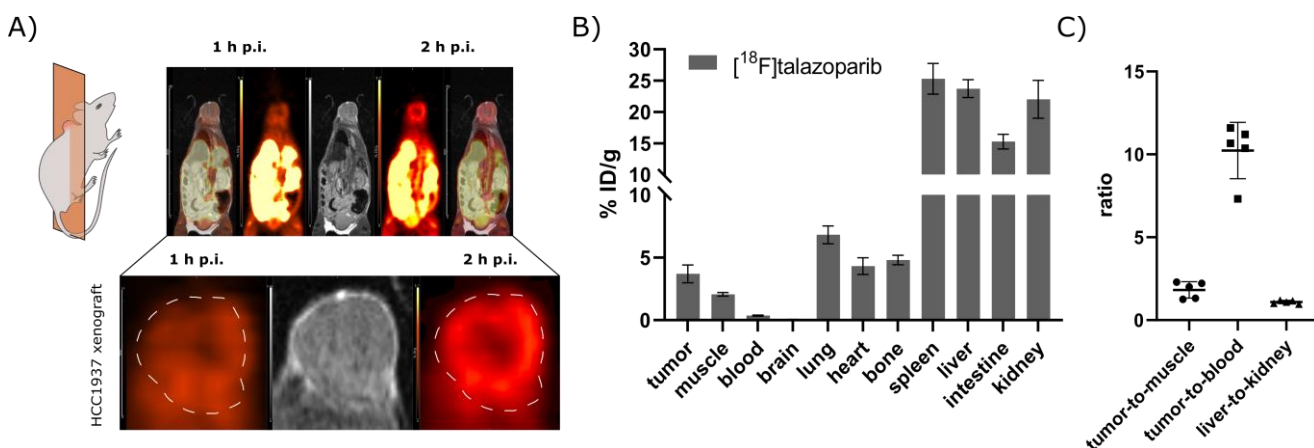 A)
1 h p.i.
2 h p.i.
1 h p.i.
2 h p.i.
HCC1937 xenograft
B)
[¹⁸F]talazoparib
% ID/g
30
25
20
15
10
10
5
0
tumor
muscle
blood
brain
lung
heart
bone
spleen
liver
intestine
kidney
C)
ratio
15
10
5
0
tumor-to-muscle
tumor-to-blood
liver-to-kidney